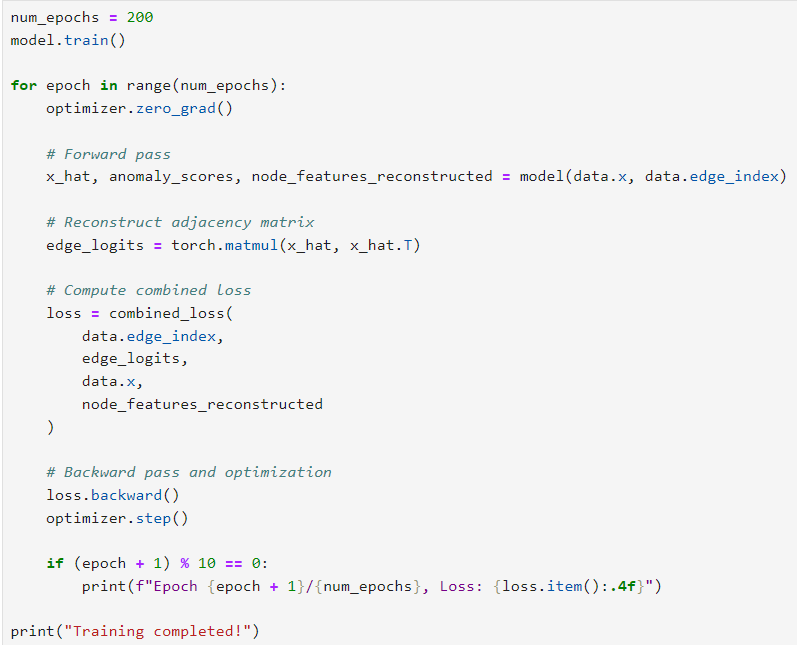 num_epochs = 200
model.train()

for epoch in range(num_epochs):
    optimizer.zero_grad()

    # Forward pass
    x_hat, anomaly_scores, node_features_reconstructed = model(data.x, data.edge_index)

    # Reconstruct adjacency matrix
    edge_logits = torch.matmul(x_hat, x_hat.T)

    # Compute combined loss
    loss = combined_loss(
        data.edge_index,
        edge_logits,
        data.x,
        node_features_reconstructed
    )

    # Backward pass and optimization
    loss.backward()
    optimizer.step()

    if (epoch + 1) % 10 == 0:
        print(f"Epoch {epoch + 1}/{num_epochs}, Loss: {loss.item():.4f}")

print("Training completed!")